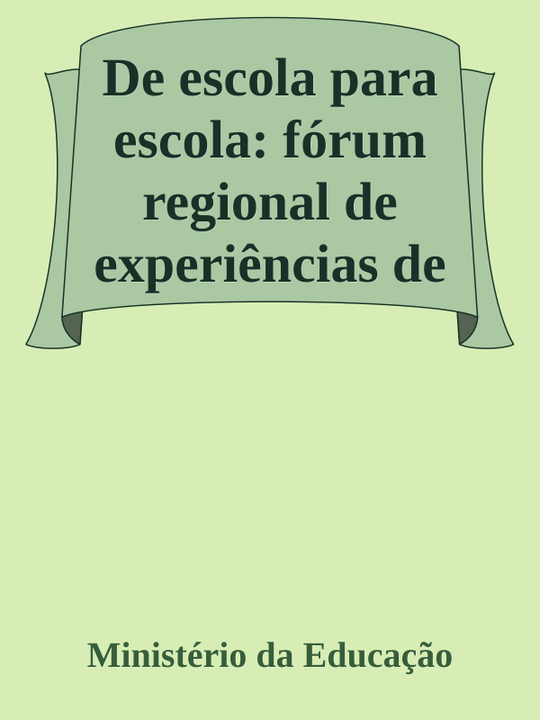 De escola para
escola: fórum
regional de
experiências de
Ministério da Educação